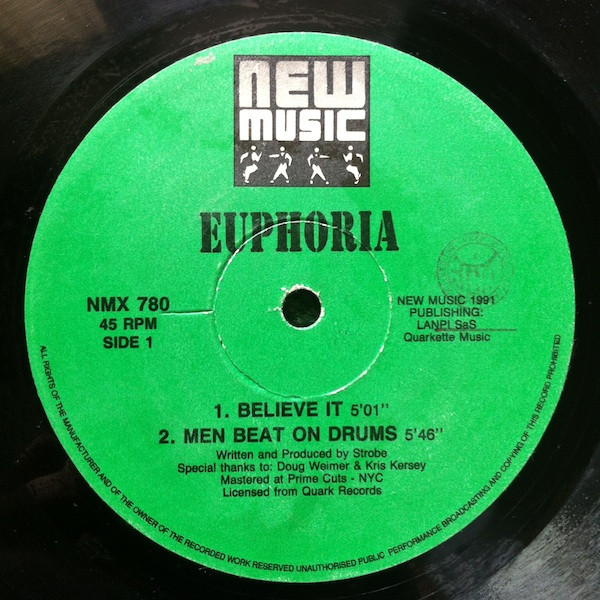 NEW
MUSIC
EUPHORIA
NMX 780
45 RPM
SIDE 1
NEW MUSIC 1991
PUBLISHING:
LANPI SaS
Quarkette Music
1. BELIEVE IT 5'01"
2. MEN BEAT ON DRUMS 5'46"
Written and Produced by Strobe
Special thanks to: Doug Weimer & Kris Kersey
Mastered at Prime Cuts - NYC
Licensed from Quark Records
ALL RIGHTS OF THE MANUFACTURER AND OF THE OWNER OF THE RECORDED WORK RESERVED UNAUTHORISED PUBLIC PERFORMANCE BROADCASTING AND COPYING OF THIS RECORD PROHIBITED